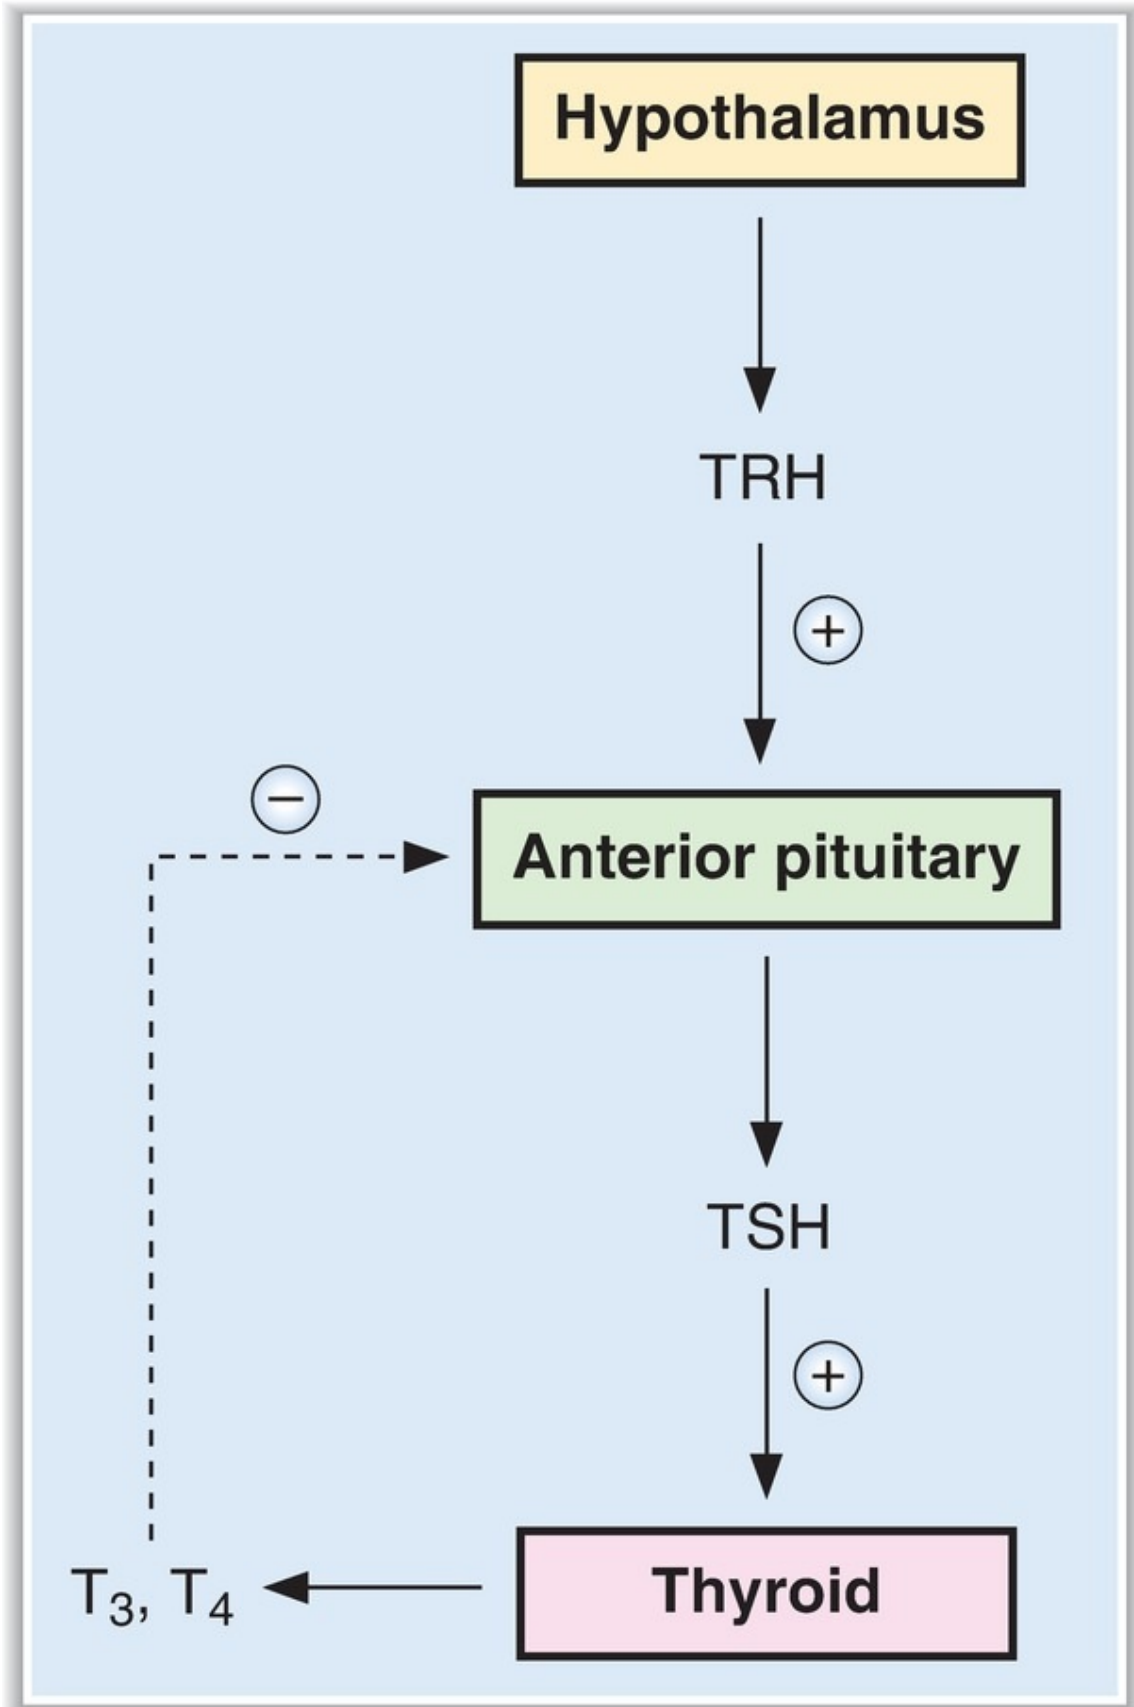 Hypothalamus
TRH
+
−
Anterior pituitary
TSH
+
T₃, T₄
Thyroid